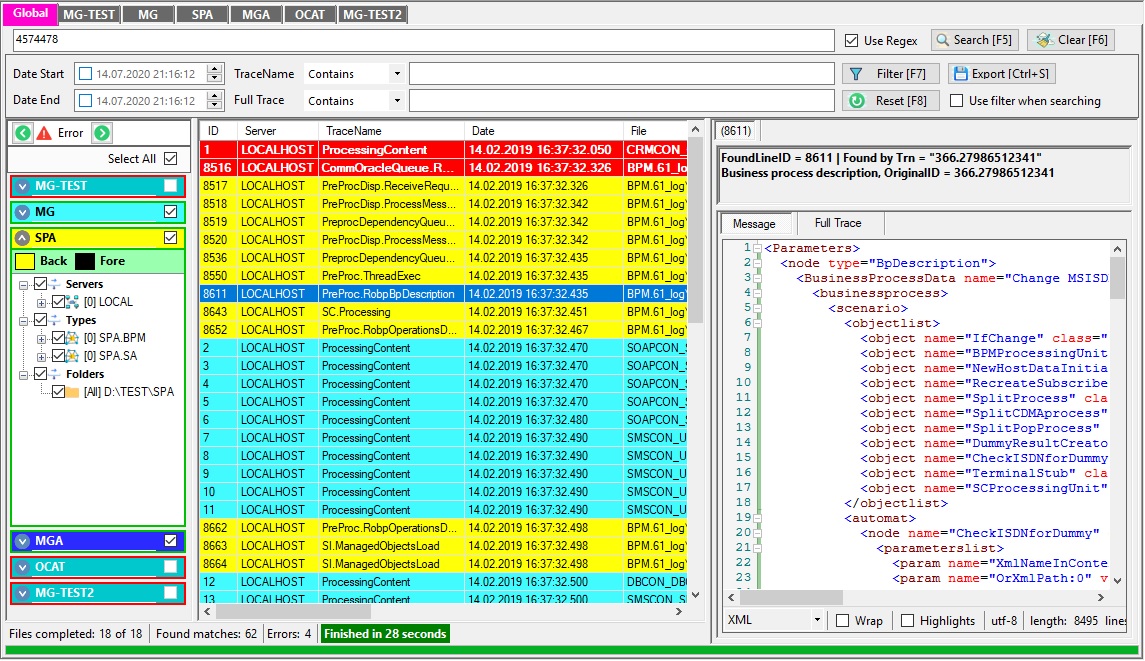 Global MG-TEST MG SPA MGA OCAT MG-TEST2
4574478
Use Regex Search [F5] Clear [F6]
Date Start 14.07.2020 21:16:12 TraceName Contains Filter [F7] Export [Ctrl+S]
Date End 14.07.2020 21:16:12 Full Trace Contains Reset [F8] Use filter when searching
Error
Select All
MG-TEST
MG
SPA
Back Fore
Servers
[0] LOCAL
Types
[0] SPA.BPM
[0] SPA.SA
Folders
[All] D:\TEST\SPA
MGA
OCAT
MG-TEST2
ID Server TraceName Date File
1 LOCALHOST ProcessingContent 14.02.2019 16:37:32.050 CRMCON_
8516 LOCALHOST CommOracleQueue.R... 14.02.2019 16:37:32.326 BPM.61_lo
8517 LOCALHOST PreProcDisp.ReceiveRequ... 14.02.2019 16:37:32.326 BPM.61_log\
8518 LOCALHOST PreProcDisp.ProcessMess... 14.02.2019 16:37:32.342 BPM.61_log\
8519 LOCALHOST PreprocDependencyQueu... 14.02.2019 16:37:32.342 BPM.61_log\
8520 LOCALHOST PreProcDisp.ProcessMess... 14.02.2019 16:37:32.342 BPM.61_log\
8536 LOCALHOST PreprocDependencyQueu... 14.02.2019 16:37:32.435 BPM.61_log\
8550 LOCALHOST PreProc.ThreadExec 14.02.2019 16:37:32.435 BPM.61_log\
8611 LOCALHOST PreProc.RobpBpDescription 14.02.2019 16:37:32.435 BPM.61_log\
8643 LOCALHOST SC.Processing 14.02.2019 16:37:32.451 BPM.61_log\
8652 LOCALHOST PreProc.RobpOperationsD... 14.02.2019 16:37:32.467 BPM.61_log\
2 LOCALHOST ProcessingContent 14.02.2019 16:37:32.470 SOAPCON_S
3 LOCALHOST ProcessingContent 14.02.2019 16:37:32.470 SOAPCON_S
4 LOCALHOST ProcessingContent 14.02.2019 16:37:32.470 SOAPCON_S
5 LOCALHOST ProcessingContent 14.02.2019 16:37:32.470 SOAPCON_S
6 LOCALHOST ProcessingContent 14.02.2019 16:37:32.480 SOAPCON_S
7 LOCALHOST ProcessingContent 14.02.2019 16:37:32.490 SMSCON_U
8 LOCALHOST ProcessingContent 14.02.2019 16:37:32.490 SMSCON_U
9 LOCALHOST ProcessingContent 14.02.2019 16:37:32.490 SMSCON_U
10 LOCALHOST ProcessingContent 14.02.2019 16:37:32.490 SMSCON_U
11 LOCALHOST ProcessingContent 14.02.2019 16:37:32.490 SMSCON_U
8662 LOCALHOST PreProc.RobpOperationsD... 14.02.2019 16:37:32.498 BPM.61_log\
8663 LOCALHOST SI.ManagedObjectsLoad 14.02.2019 16:37:32.498 BPM.61_log\
8664 LOCALHOST SI.ManagedObjectsLoad 14.02.2019 16:37:32.498 BPM.61_log\
12 LOCALHOST ProcessingContent 14.02.2019 16:37:32.500 DBCON_DB
13 LOCALHOST ProcessingContent 14.02.2019 16:37:32.500 SMSCON_U
(8611)
FoundLineID = 8611 | Found by Trn = "366.27986512341"
Business process description, OriginalID = 366.27986512341
Message Full Trace
1 <Parameters>
2 <node type="BpDescription">
3 <BusinessProcessData name="Change MSISD
4 <businessprocess>
5 <scenario>
6 <objectlist>
7 <object name="IfChange" class="
8 <object name="BPMProcessingUnit
9 <object name="NewHostDataInitia
10 <object name="RecreateSubscribe
11 <object name="SplitProcess" cla
12 <object name="SplitCDMAprocess"
13 <object name="SplitPopProcess"
14 <object name="DummyResultCreato
15 <object name="CheckISDNforDummy
16 <object name="TerminalStub" cla
17 <object name="SCProcessingUnit"
18 </objectlist>
19 <automat>
20 <node name="CheckISDNforDummy"
21 <parameterslist>
22 <param name="XmlNameInConte
23 <param name="OrXmlPath:0" v
XML Wrap Highlights utf-8 length: 8495 lines
Files completed: 18 of 18 Found matches: 62 Errors: 4 Finished in 28 seconds